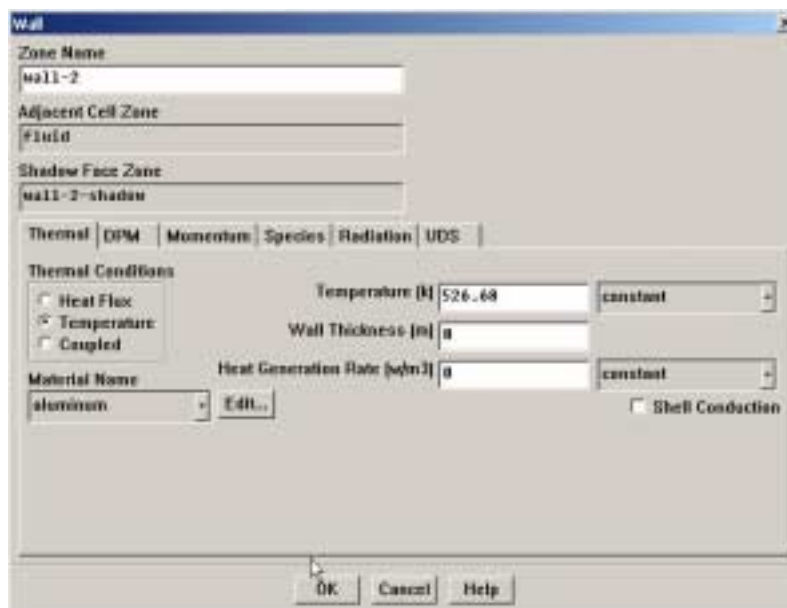 Wall
Zone Name
wall-2
Adjacent Cell Zone
fluid
Shadow Face Zone
wall-2-shadow
Thermal DPM Momentum Species Radiation UDS
Thermal Conditions
Heat Flux
Temperature
Coupled
Temperature (k) 526.68 constant
Wall Thickness (m) 0
Heat Generation Rate (w/m3) 0 constant
Material Name
aluminum Edit...
Shell Conduction
OK Cancel Help